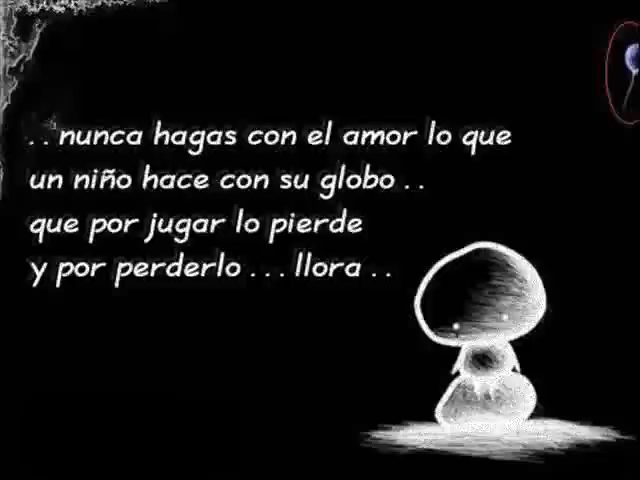 . . nunca hagas con el amor lo que
un niño hace con su globo . .
que por jugar lo pierde
y por perderlo . . . llora . .